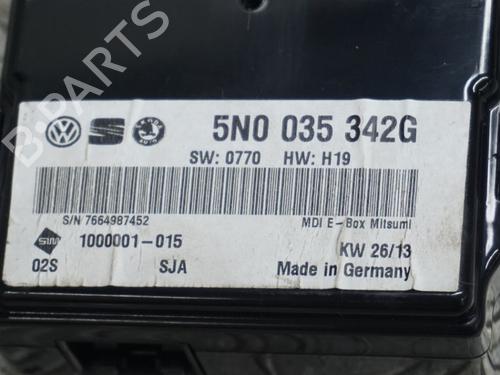 5N0 035 342G
SW: 0770 HW: H19
S/N 7664987452
MDI E-Box Mitsumi
1000001-015
KW 26/13
02S SJA
Made in Germany
B-PARTS